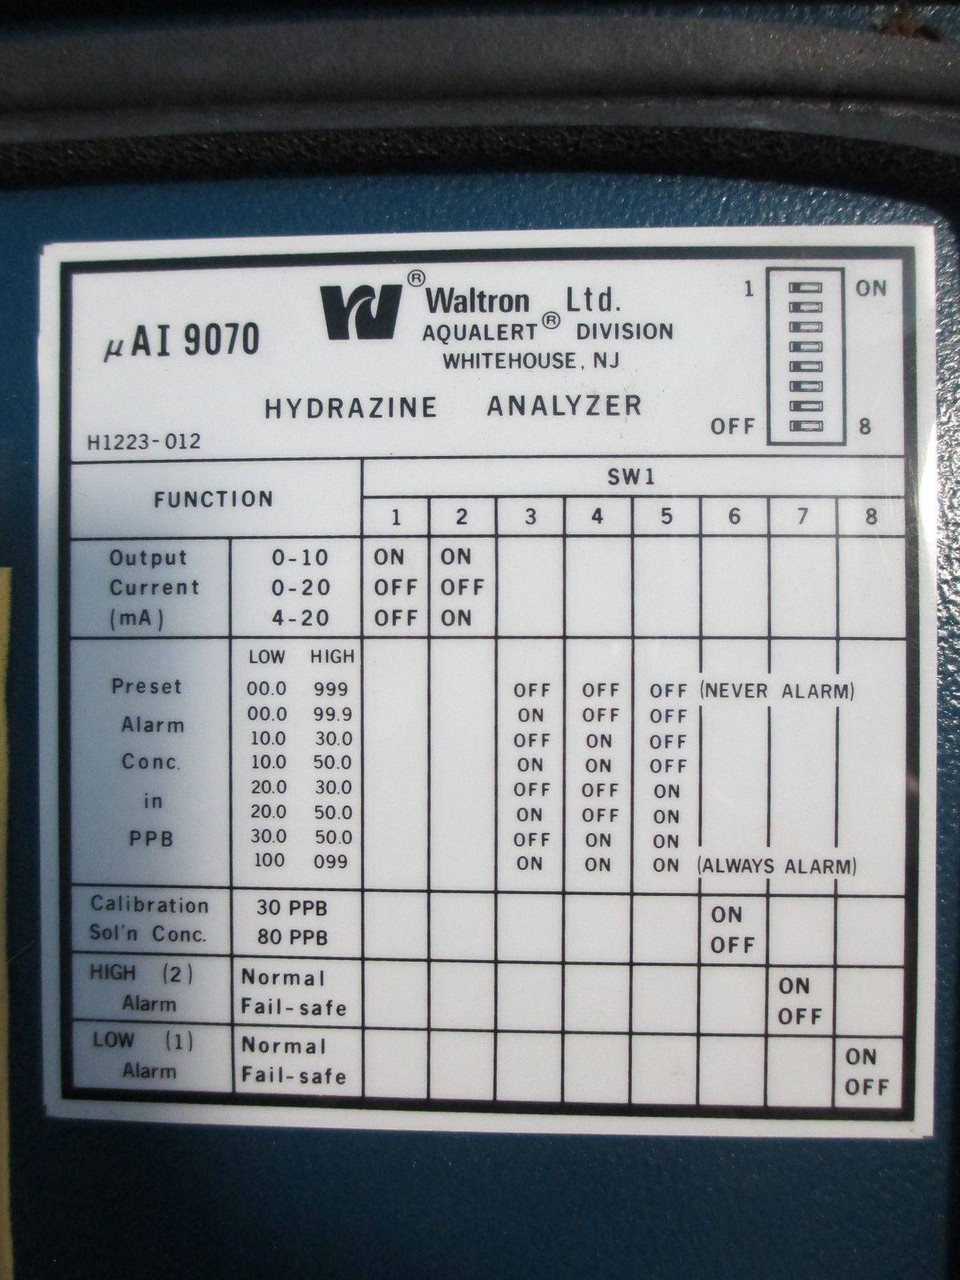 μAI 9070
® Waltron Ltd.
AQUALERT® DIVISION
WHITEHOUSE, NJ
HYDRAZINE ANALYZER
H1223-012
1 ON
OFF 8
FUNCTION SW1
1 2 3 4 5 6 7 8
Output 0-10 ON ON
Current 0-20 OFF OFF
(mA) 4-20 OFF ON
LOW HIGH
Preset 00.0 999 OFF OFF OFF (NEVER ALARM)
Alarm 00.0 99.9 ON OFF OFF
10.0 30.0 OFF ON OFF
Conc. 10.0 50.0 ON ON OFF
20.0 30.0 OFF OFF ON
in 20.0 50.0 ON OFF ON
PPB 30.0 50.0 OFF ON ON
100 099 ON ON ON (ALWAYS ALARM)
Calibration 30 PPB ON
Sol'n Conc. 80 PPB OFF
HIGH (2) Normal ON
Alarm Fail-safe OFF
LOW (1) Normal ON
Alarm Fail-safe OFF